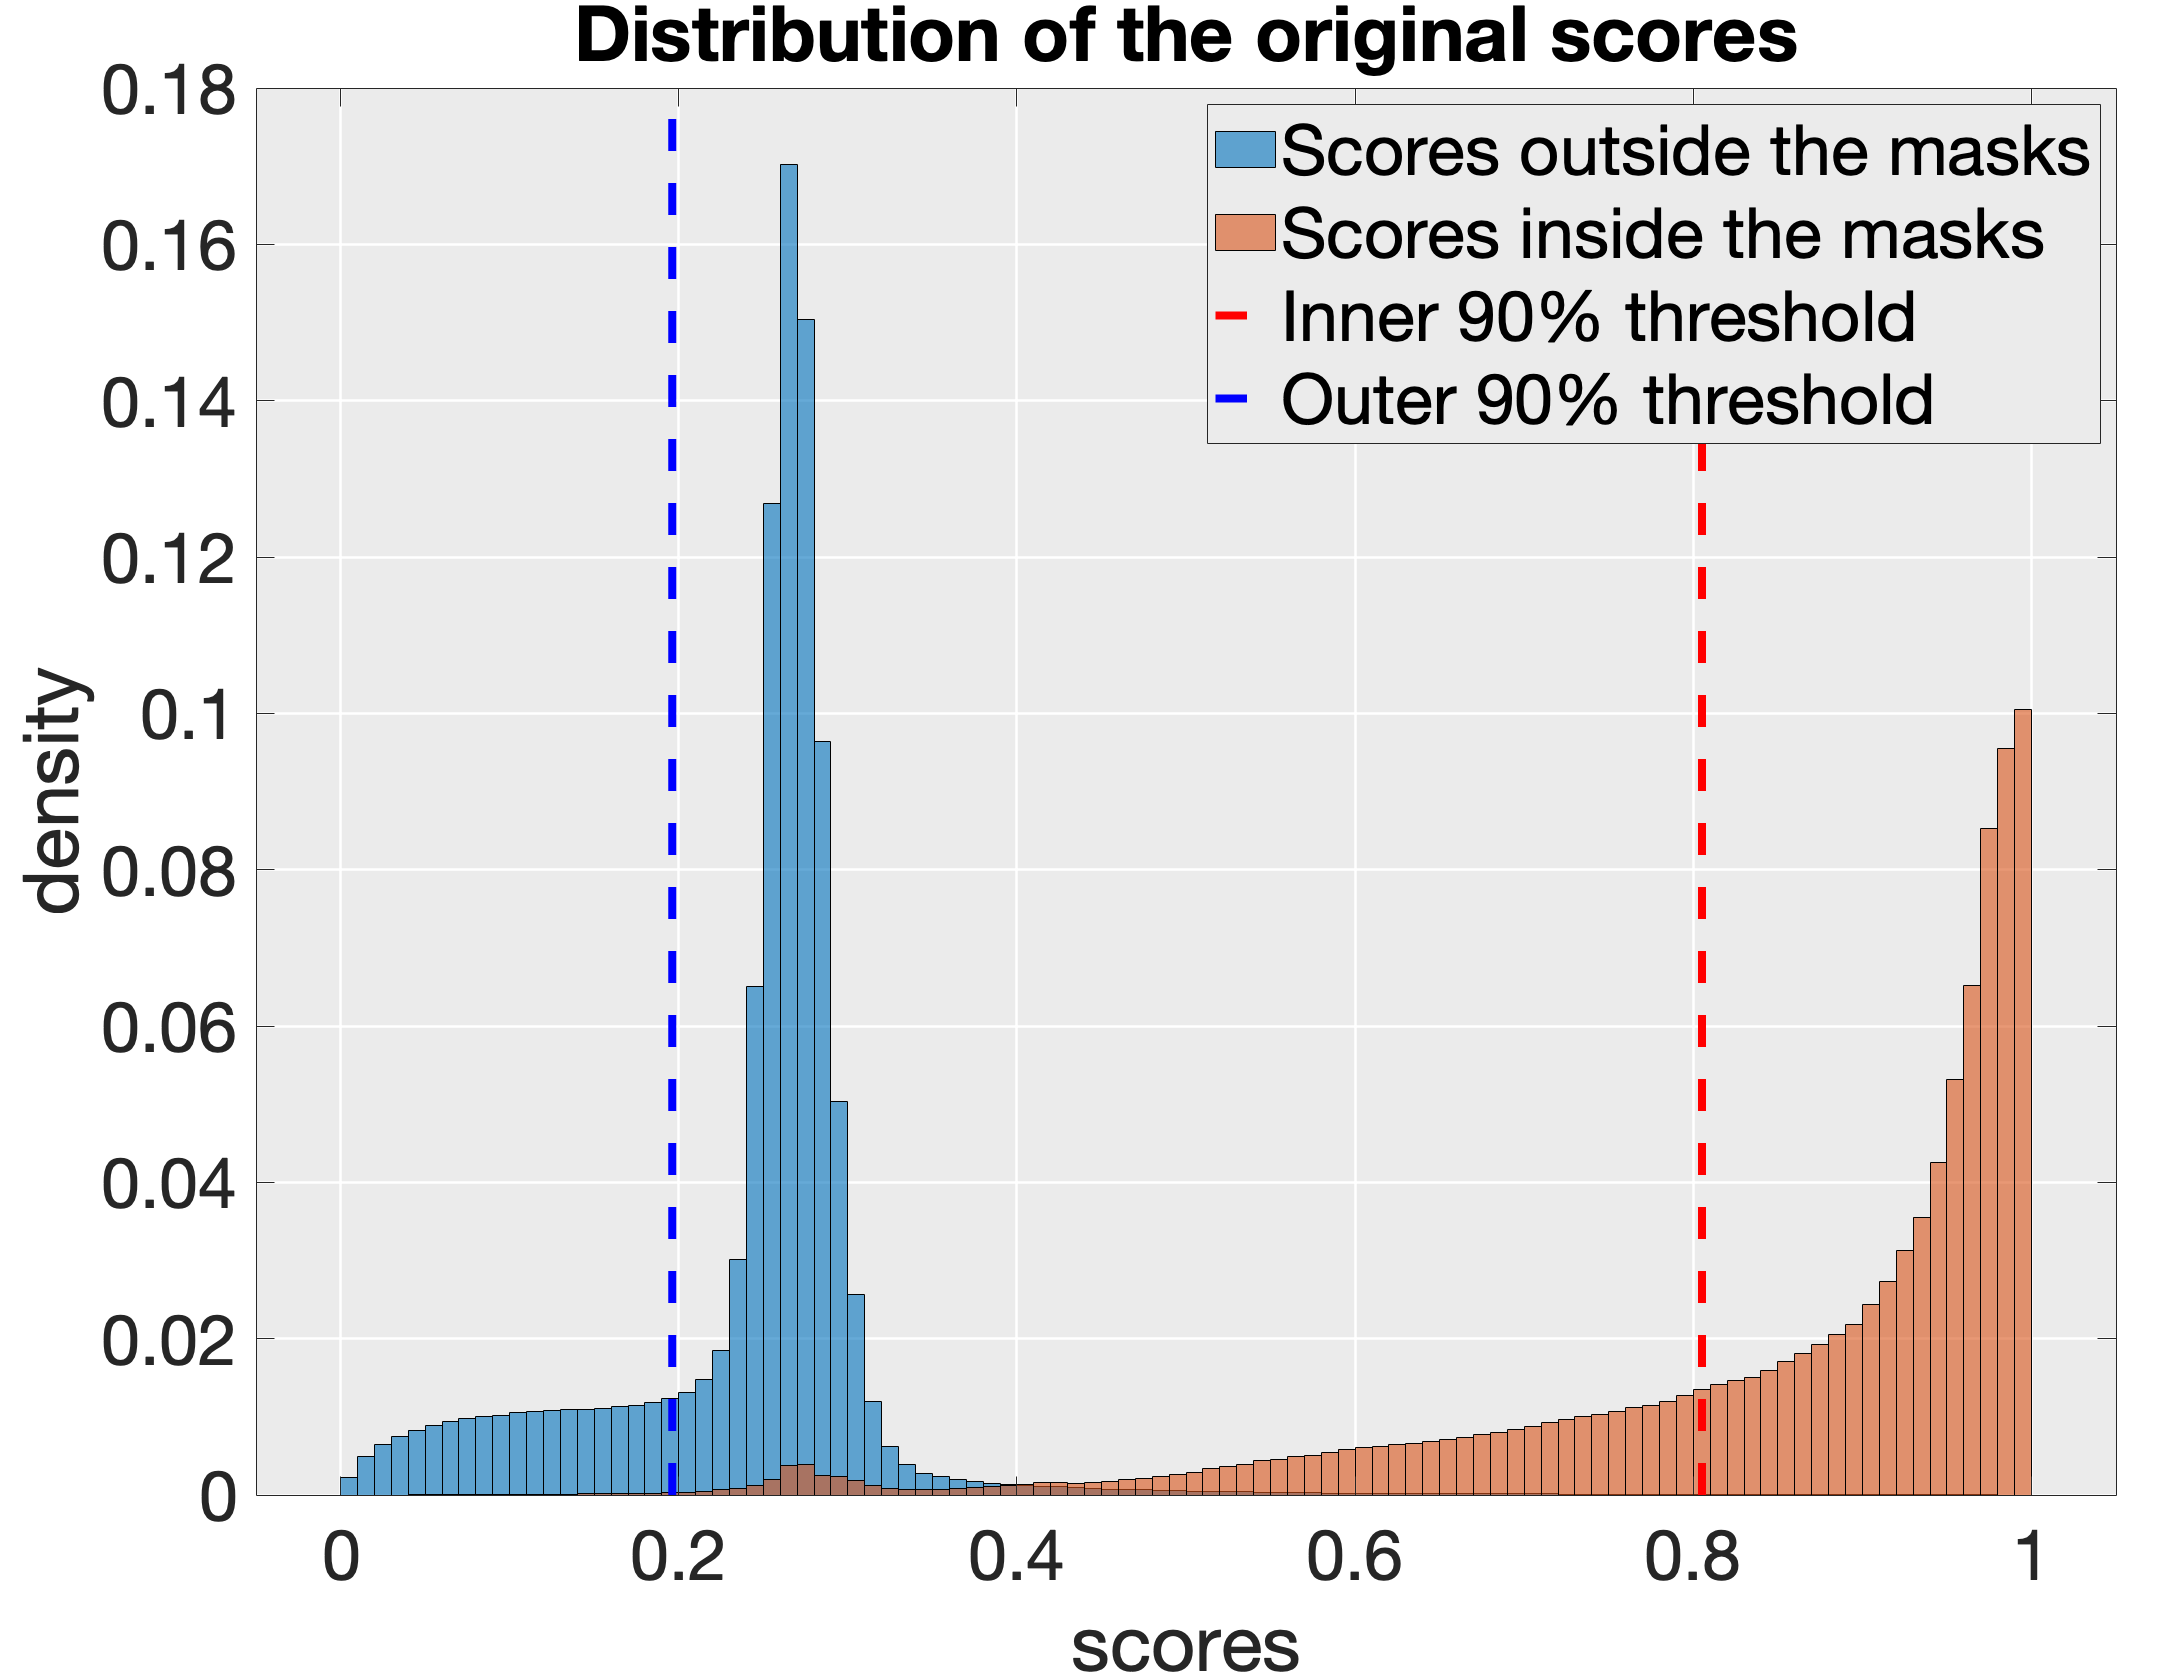 Distribution of the original scores
0.18
0.16
0.14
0.12
0.1
0.08
0.06
0.04
0.02
0
density
Scores outside the masks
Scores inside the masks
Inner 90% threshold
Outer 90% threshold
0 0.2 0.4 0.6 0.8 1
scores